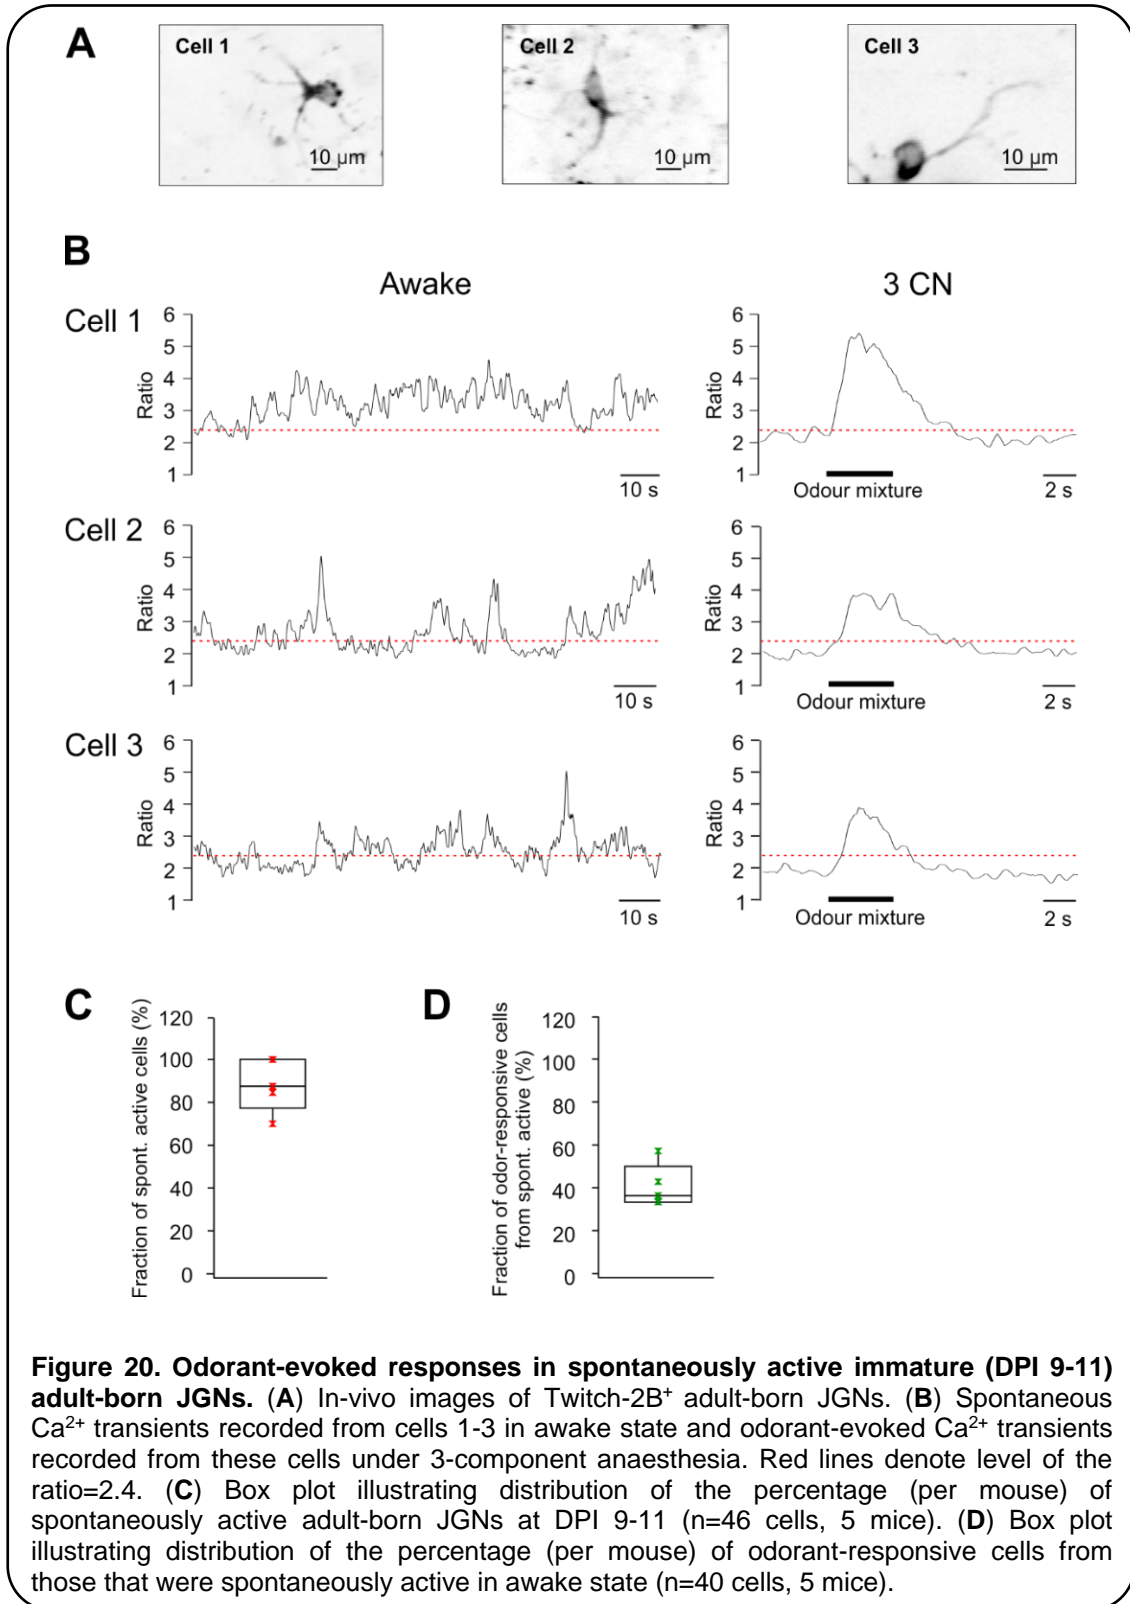 A
Cell 1
10 µm
Cell 2
10 µm
Cell 3
10 µm
B
Awake
3 CN
Cell 1
Ratio
6
5
4
3
2
1
10 s
Ratio
6
5
4
3
2
1
Odour mixture
2 s
Cell 2
Ratio
6
5
4
3
2
1
10 s
Ratio
6
5
4
3
2
1
Odour mixture
2 s
Cell 3
Ratio
6
5
4
3
2
1
10 s
Ratio
6
5
4
3
2
1
Odour mixture
2 s
C
Fraction of spont. active cells (%)
120
100
80
60
40
20
0
D
Fraction of odor-responsive cells
from spont. active (%)
120
100
80
60
40
20
0
Figure 20. Odorant-evoked responses in spontaneously active immature (DPI 9-11)
adult-born JGNs. (A) In-vivo images of Twitch-2B⁺ adult-born JGNs. (B) Spontaneous
Ca²⁺ transients recorded from cells 1-3 in awake state and odorant-evoked Ca²⁺ transients
recorded from these cells under 3-component anaesthesia. Red lines denote level of the
ratio=2.4. (C) Box plot illustrating distribution of the percentage (per mouse) of
spontaneously active adult-born JGNs at DPI 9-11 (n=46 cells, 5 mice). (D) Box plot
illustrating distribution of the percentage (per mouse) of odorant-responsive cells from
those that were spontaneously active in awake state (n=40 cells, 5 mice).